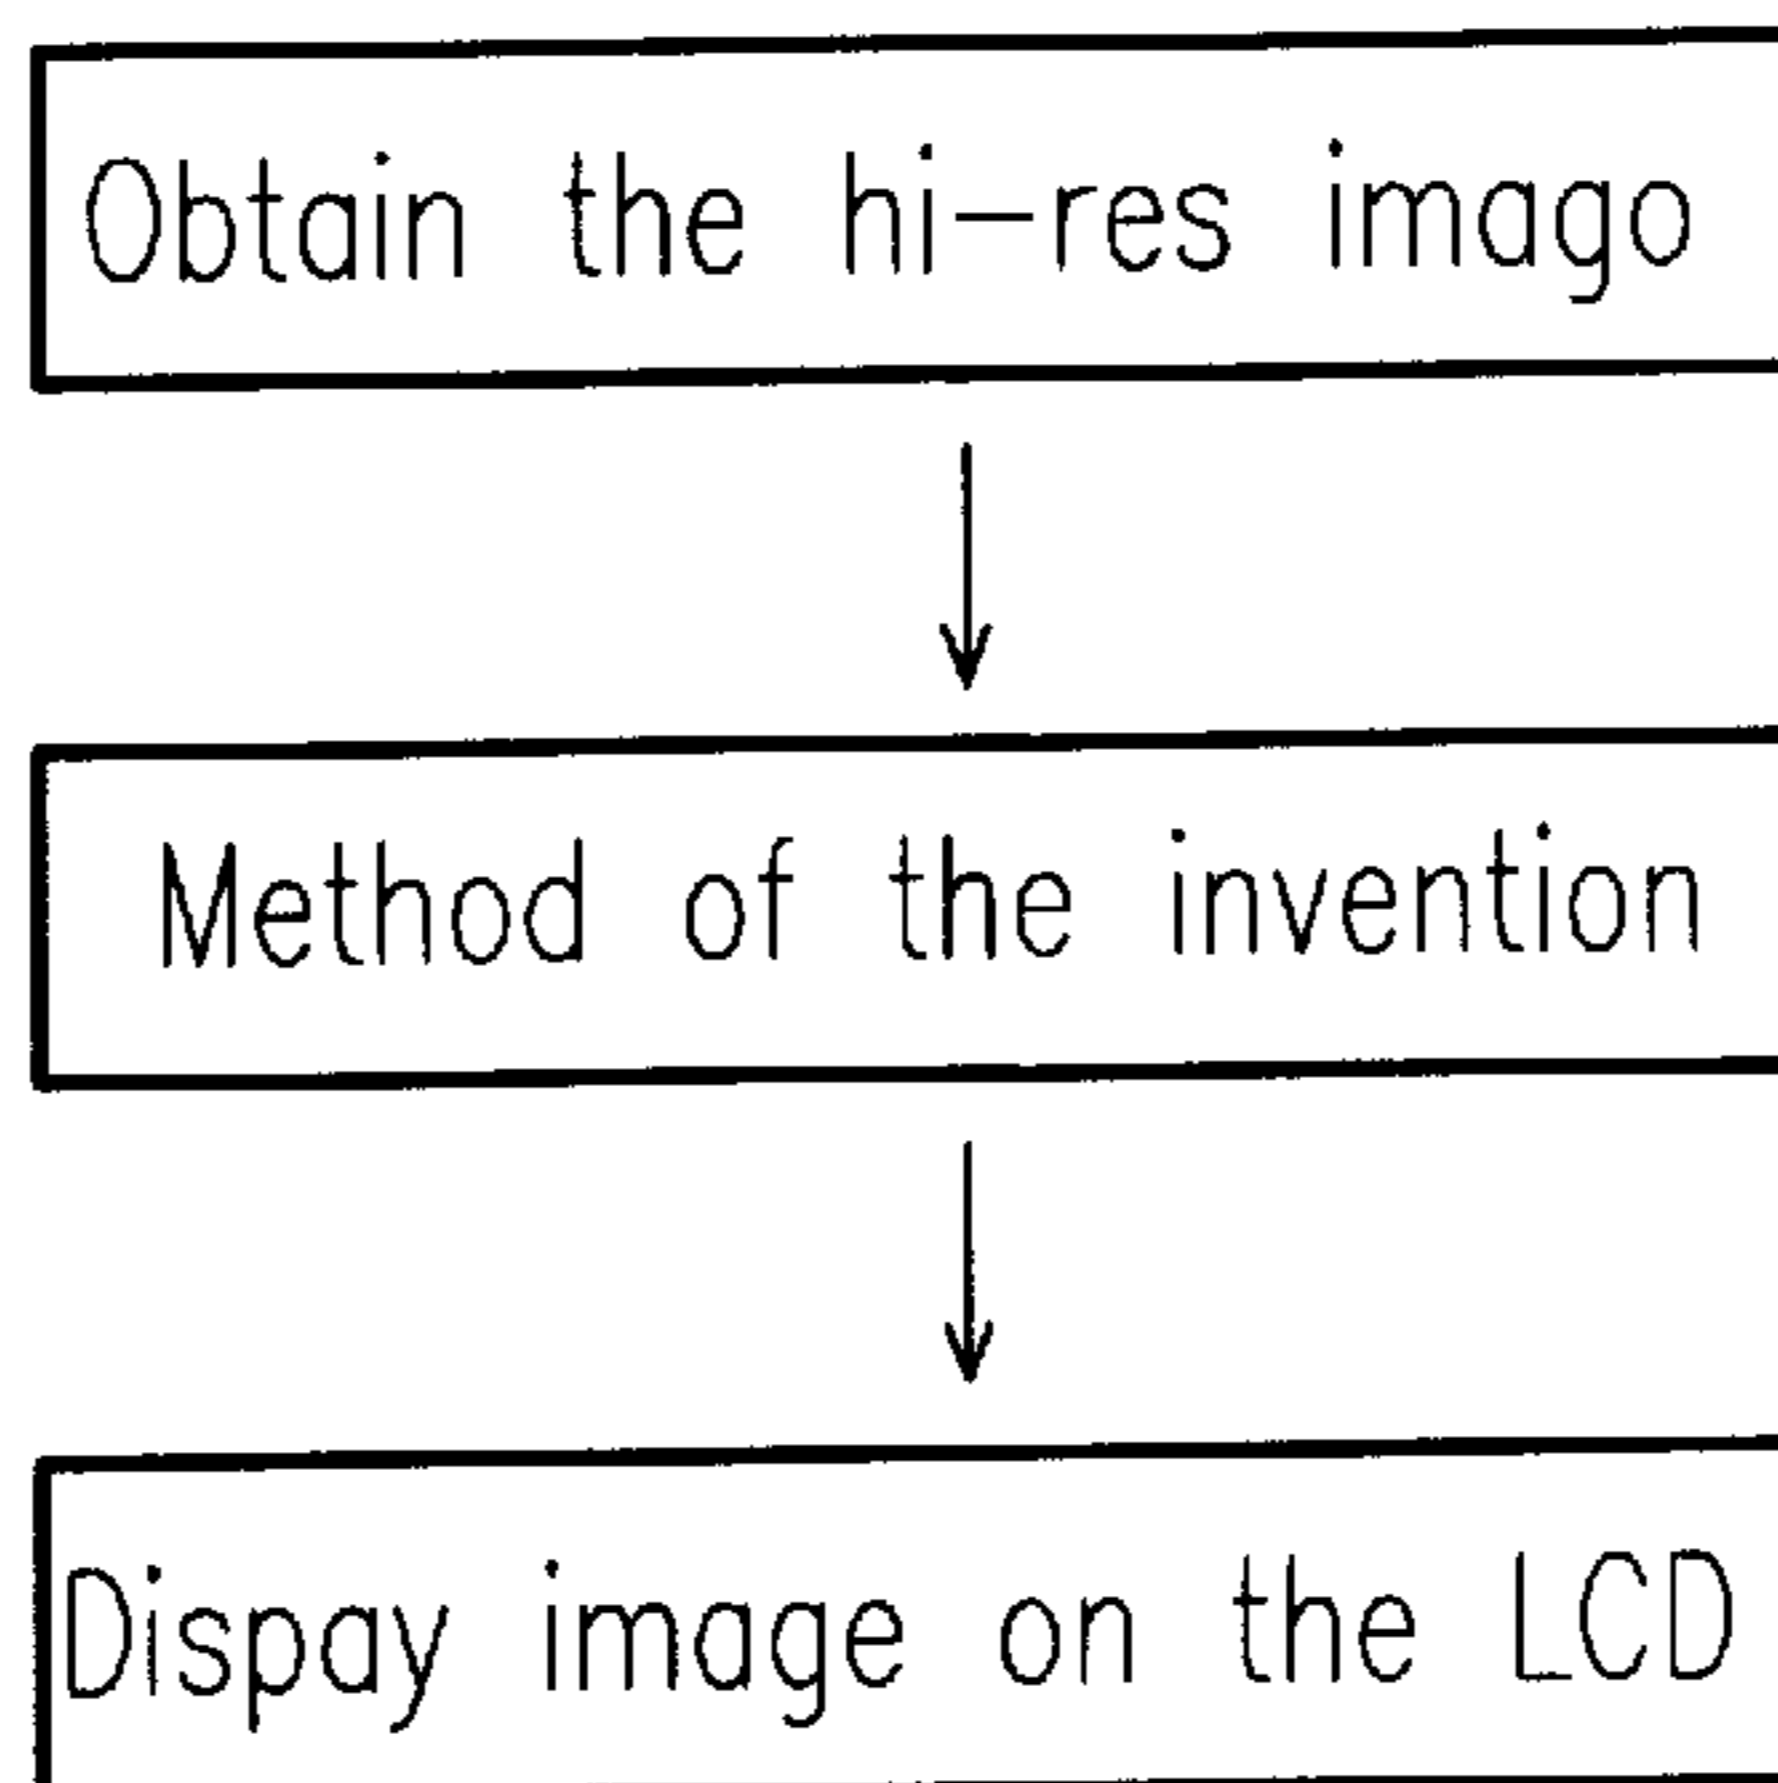 Obtain the hi-res imago
Method of the invention
Dispay image on the LCD